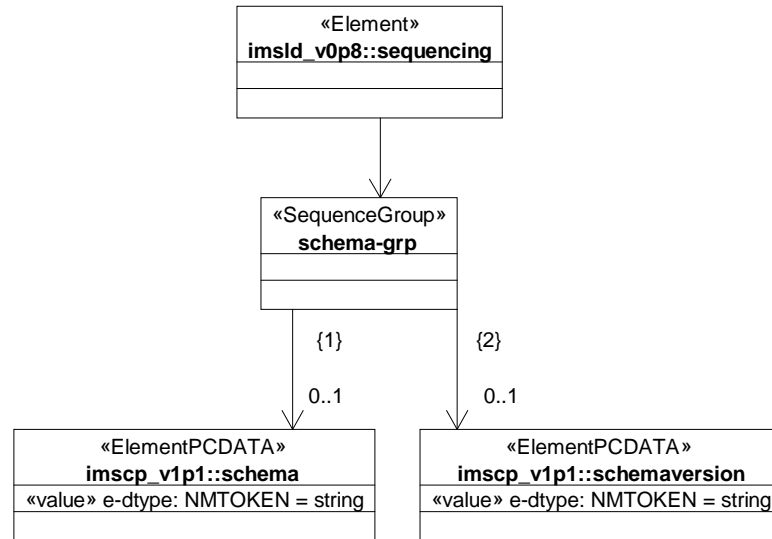 «Element»
imsld_v0p8::sequencing
«SequenceGroup»
schema-grp
{1}
{2}
0..1
0..1
«ElementPCDATA»
imscp_v1p1::schema
«value» e-dtype: NMTOKEN = string
«ElementPCDATA»
imscp_v1p1::schemaversion
«value» e-dtype: NMTOKEN = string